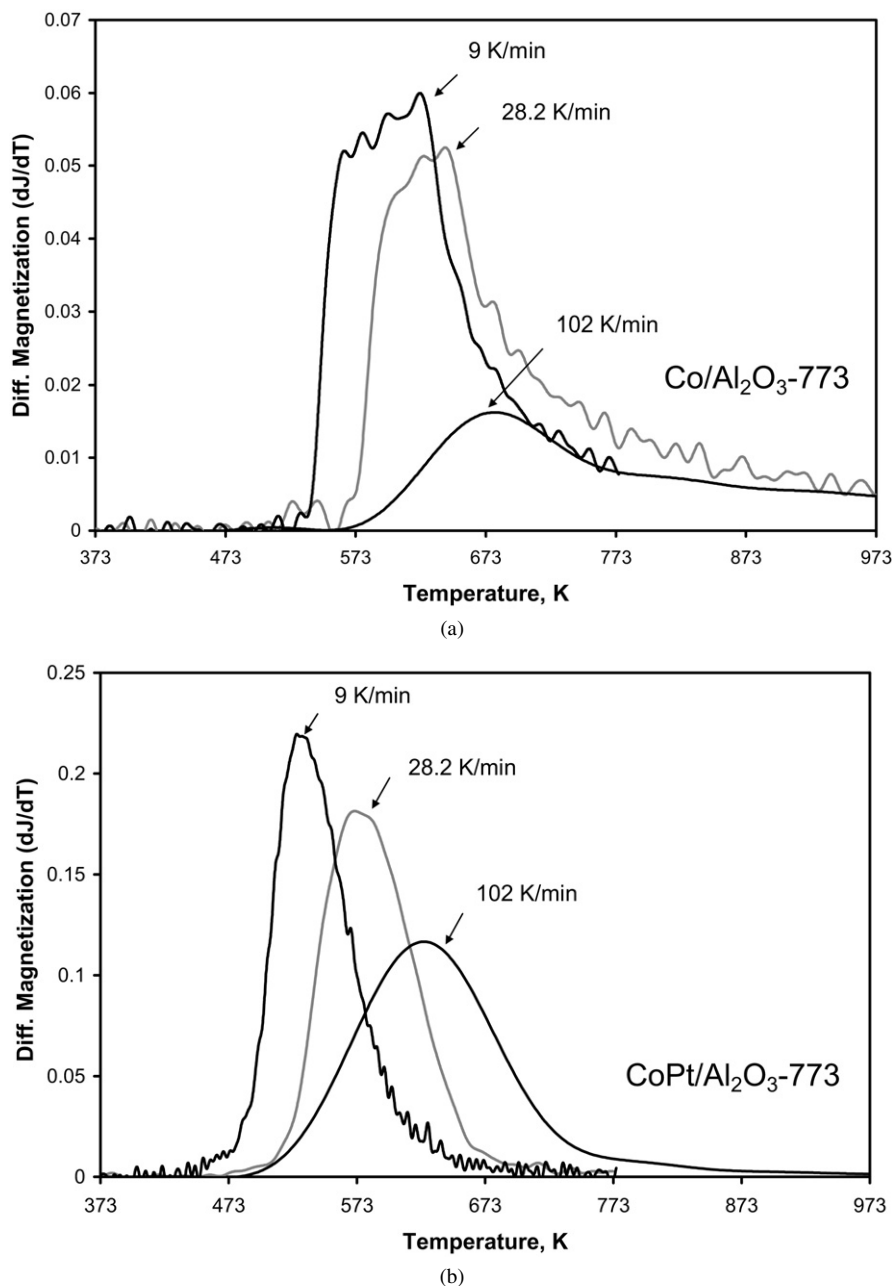 0.07
0.06
0.05
0.04
0.03
0.02
0.01
0
Diff. Magnetization (dJ/dT)
9 K/min
28.2 K/min
102 K/min
Co/Al₂O₃-773
373 473 573 673 773 873 973
Temperature, K
(a)
0.25
0.2
0.15
0.1
0.05
0
Diff. Magnetization (dJ/dT)
9 K/min
28.2 K/min
102 K/min
CoPt/Al₂O₃-773
373 473 573 673 773 873 973
Temperature, K
(b)